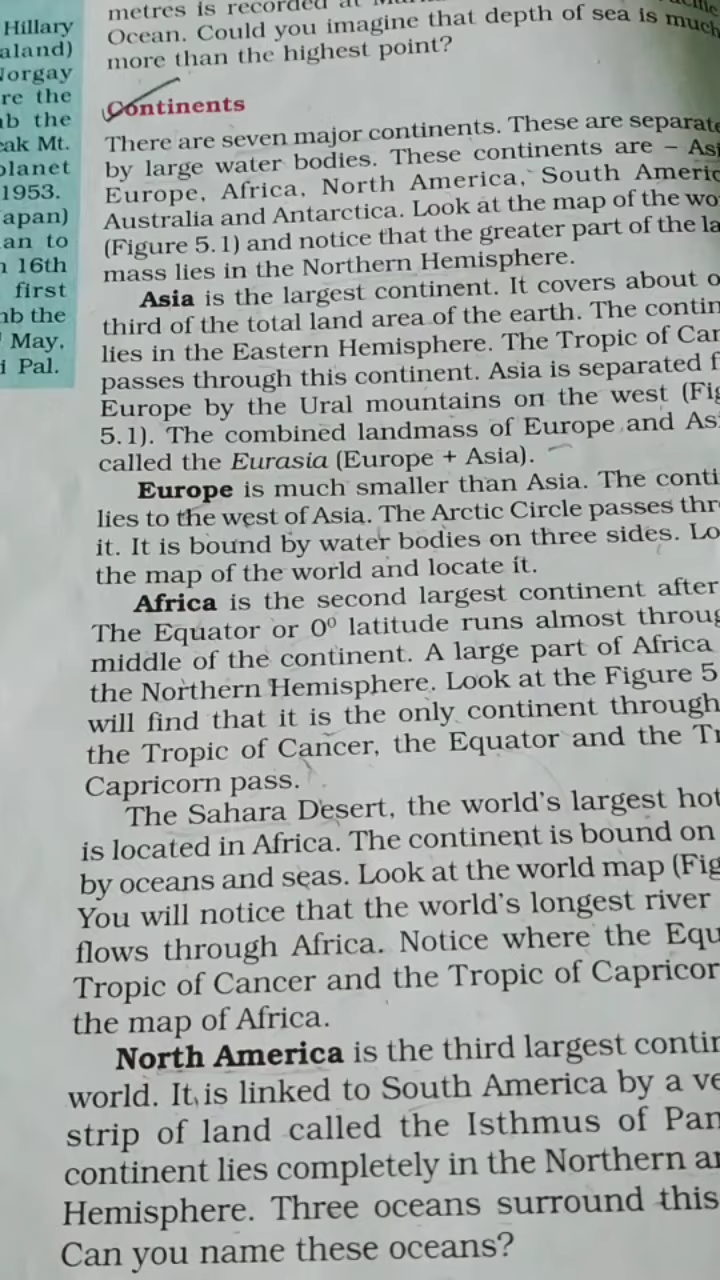 Hillary
aland)
Norgay
re the
b the
eak Mt.
planet
1953.
apan)
an to
16th
first
b the
May,
Pal.
metres is recorded at
Ocean. Could you imagine that depth of sea is much
more than the highest point?
Continents
There are seven major continents. These are separate
by large water bodies. These continents are – Asi
Europe, Africa, North America, South Americ
Australia and Antarctica. Look at the map of the wo
(Figure 5.1) and notice that the greater part of the la
mass lies in the Northern Hemisphere.
Asia is the largest continent. It covers about o
third of the total land area of the earth. The contin
lies in the Eastern Hemisphere. The Tropic of Can
passes through this continent. Asia is separated f
Europe by the Ural mountains on the west (Fig
5.1). The combined landmass of Europe and Asi
called the Eurasia (Europe + Asia).
Europe is much smaller than Asia. The conti
lies to the west of Asia. The Arctic Circle passes thr
it. It is bound by water bodies on three sides. Lo
the map of the world and locate it.
Africa is the second largest continent after
The Equator or 0⁰ latitude runs almost throug
middle of the continent. A large part of Africa
the Northern Hemisphere. Look at the Figure 5
will find that it is the only continent through
the Tropic of Cancer, the Equator and the Tr
Capricorn pass.
The Sahara Desert, the world's largest hot
is located in Africa. The continent is bound on
by oceans and seas. Look at the world map (Fig
You will notice that the world's longest river
flows through Africa. Notice where the Equ
Tropic of Cancer and the Tropic of Capricor
the map of Africa.
North America is the third largest contin
world. It is linked to South America by a ve
strip of land called the Isthmus of Pan
continent lies completely in the Northern an
Hemisphere. Three oceans surround this
Can you name these oceans?